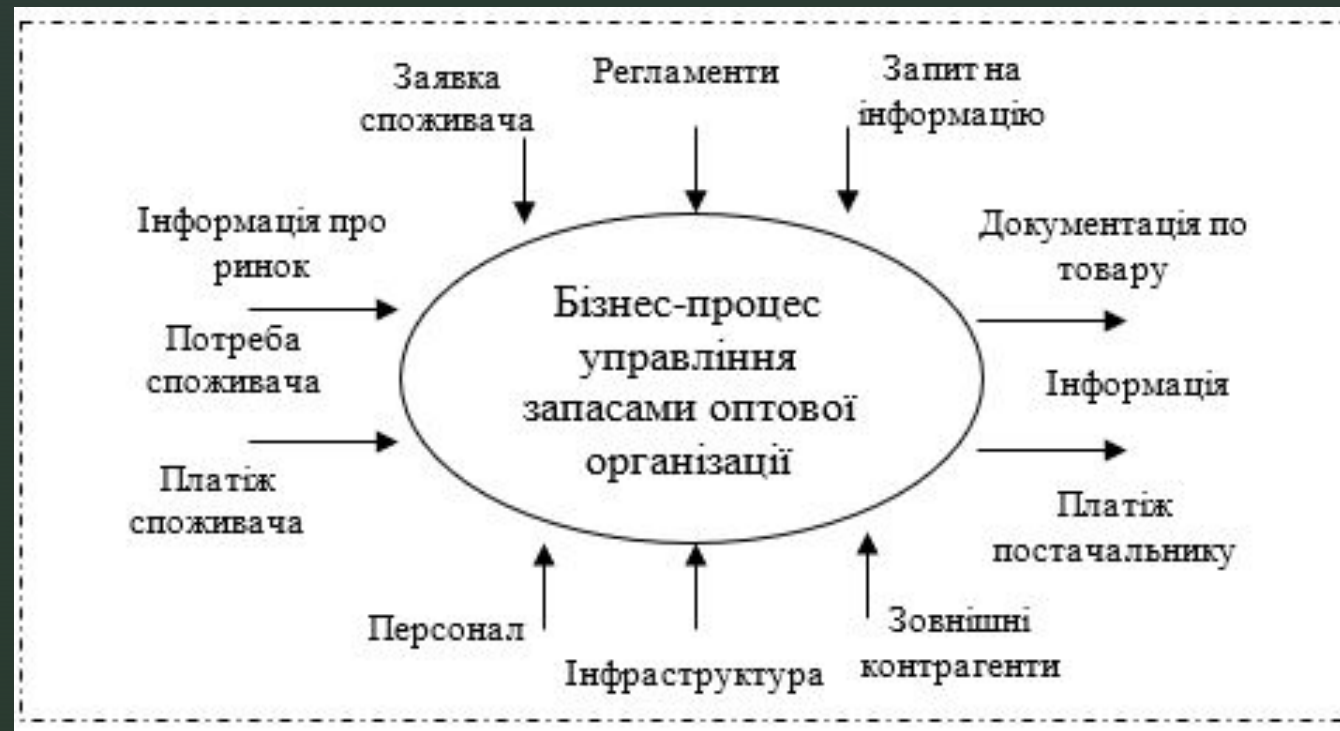 Заявка
споживача
Регламенти
Запит на
інформацію
Інформація про
ринок
Потреба
споживача
Платіж
споживача
Бізнес-процес
управління
запасами оптової
організації
Документація по
товару
Інформація
Платіж
постачальнику
Персонал
Інфраструктура
Зовнішні
контрагенти